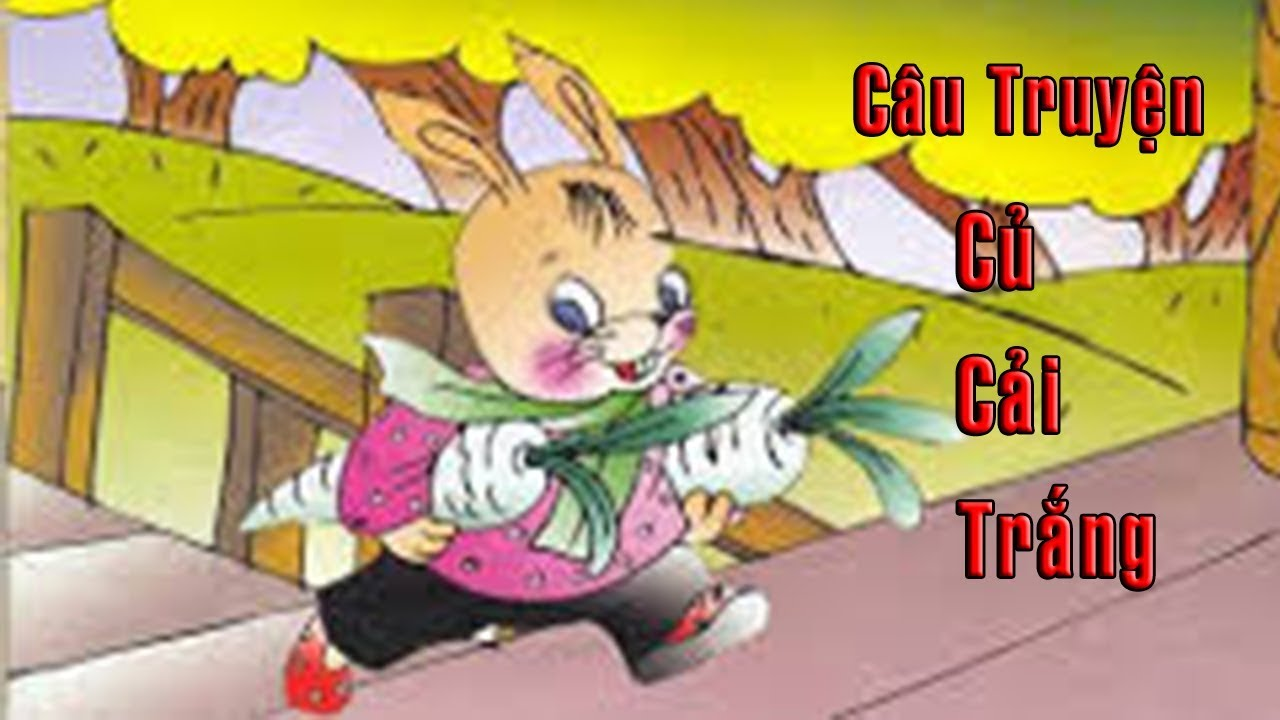 Câu Truyện
Củ
Cải
Trắng